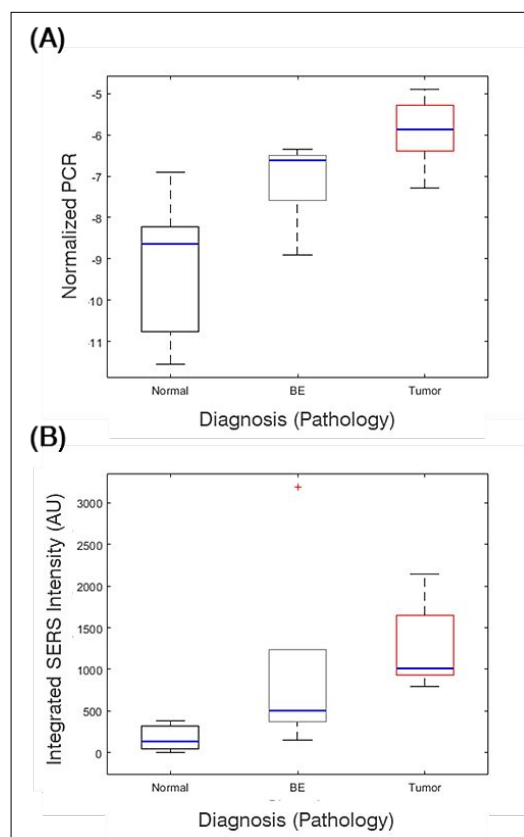 (A)
Normalized PCR
-5
-6
-7
-8
-9
-10
-11
Normal BE Tumor
Diagnosis (Pathology)
(B)
Integrated SERS Intensity (AU)
3000
2500
2000
1500
1000
500
0
Normal BE Tumor
Diagnosis (Pathology)